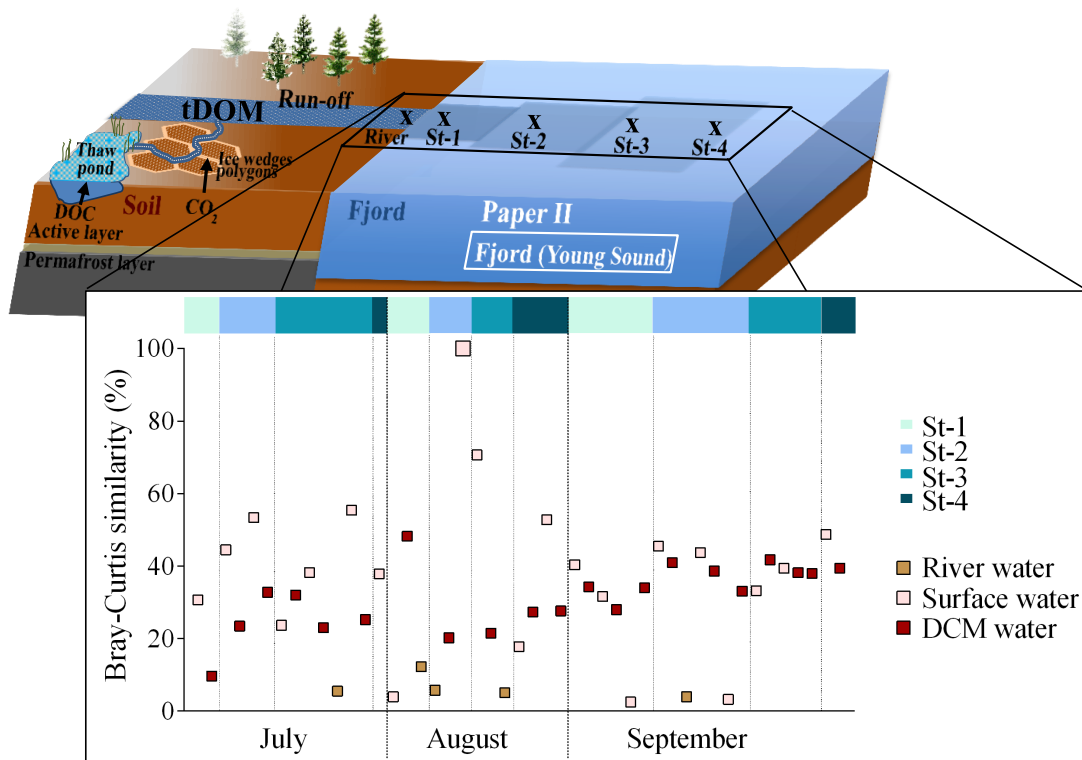 tDOM
Run-off
River
St-1
St-2
St-3
St-4
Thaw
pond
Ice wedges
polygons
DOC
Soil
CO2
Active layer
Permafrost layer
Fjord
Paper II
Fjord (Young Sound)
x
x
x
x
x
Bray-Curtis similarity (%)
100
80
60
40
20
0
July
August
September
St-1
St-2
St-3
St-4
River water
Surface water
DCM water